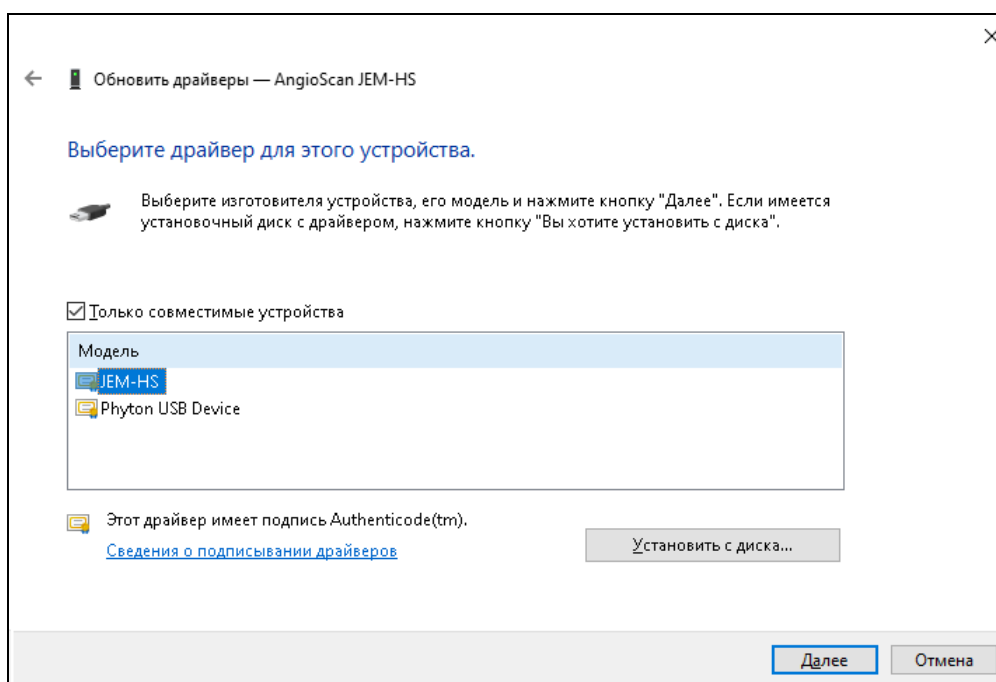 Обновить драйверы — AngioScan JEM-HS
Выберите драйвер для этого устройства.
Выберите изготовителя устройства, его модель и нажмите кнопку "Далее". Если имеется
установочный диск с драйвером, нажмите кнопку "Вы хотите установить с диска".
Только совместимые устройства
Модель
JEM-HS
Phyton USB Device
Этот драйвер имеет подпись Authenticode(tm).
Сведения о подписывании драйверов
Установить с диска...
Далее
Отмена